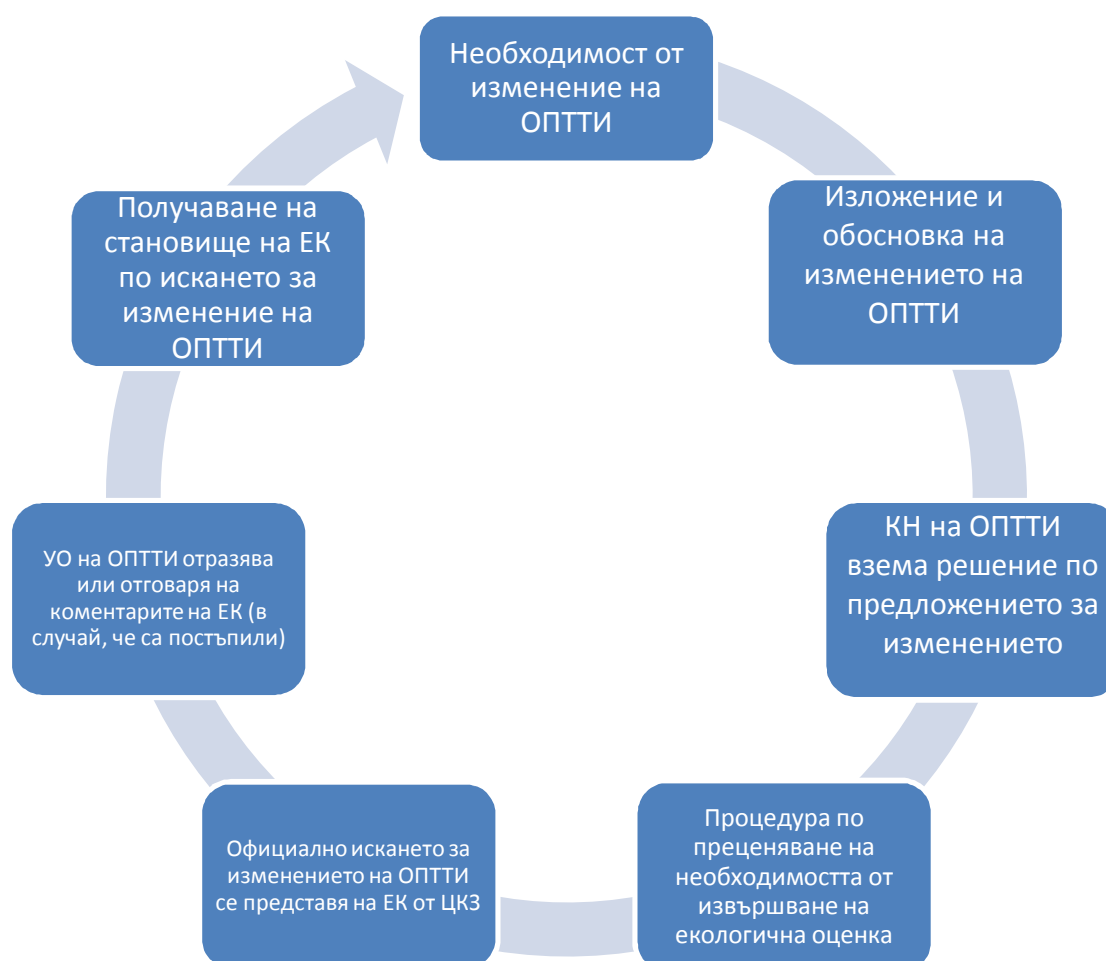 Необходимост от
изменение на
ОПТТИ
Изложение и
обосновка на
изменението на
ОПТТИ
КН на ОПТТИ
взема решение по
предложението за
изменението
Процедура по
преценяване на
необходимостта от
извършване на
екологична оценка
Официално искането за
изменението на ОПТТИ
се представя на ЕК от ЦКЗ
УО на ОПТТИ отразява
или отговаря на
коментарите на ЕК (в
случай, че са постъпили)
Получаване на
становище на ЕК
по искането за
изменение на
ОПТТИ